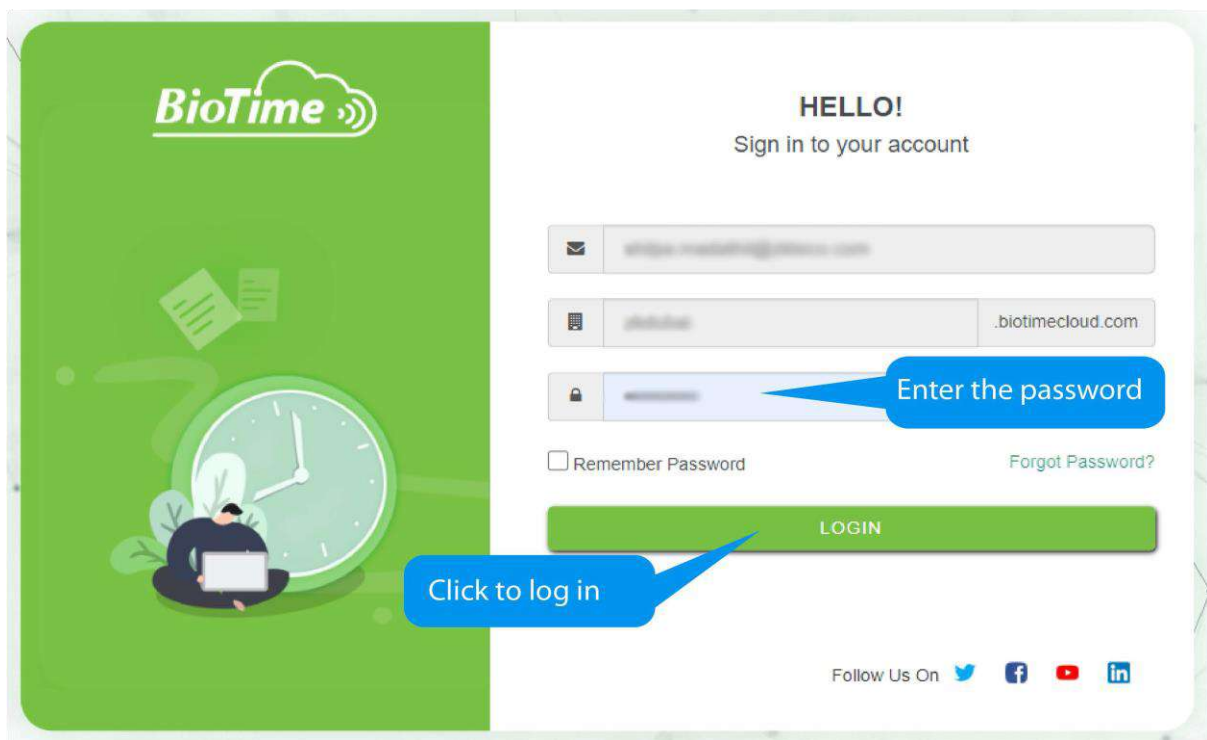 BioTime
HELLO!
Sign in to your account
.biotimecloud.com
Enter the password
Remember Password
Forgot Password?
LOGIN
Click to log in
Follow Us On